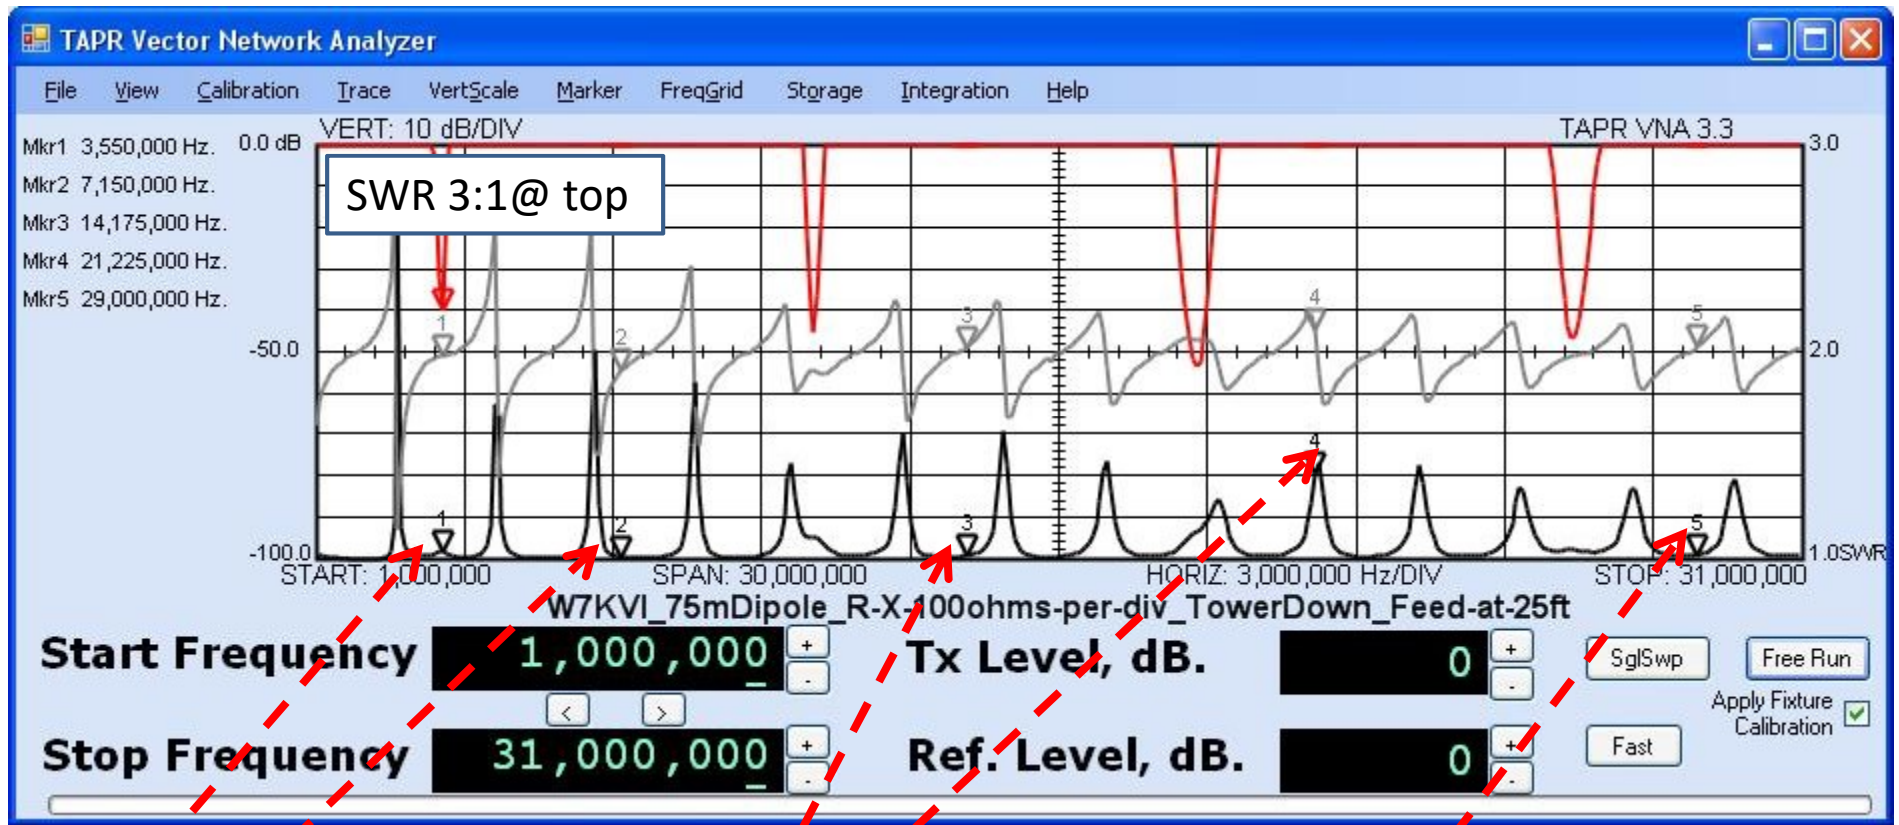 TAPR Vector Network Analyzer
File View Calibration Trace VertScale Marker FreqGrid Storage Integration Help
VERT: 10 dB/DIV TAPR VNA 3.3
Mkr1 3,550,000 Hz. 0.0 dB 3.0
Mkr2 7,150,000 Hz.
SWR 3:1@ top
Mkr3 14,175,000 Hz.
Mkr4 21,225,000 Hz.
Mkr5 29,000,000 Hz.
1 2 3 4 5
-50.0 2.0
1 2 3 4 5
-100.0 1.0SWR
START: 1,000,000 SPAN: 30,000,000 HORIZ: 3,000,000 Hz/DIV STOP: 31,000,000
W7KVI_75mDipole_R-X-100ohms-per-div_TowerDown_Feed-at-25ft
Start Frequency 1,000,000 + - Tx Level, dB. 0 + - SglSwp Free Run
< >
Apply Fixture
Calibration
Stop Frequency 31,000,000 + - Ref. Level, dB. 0 + - Fast